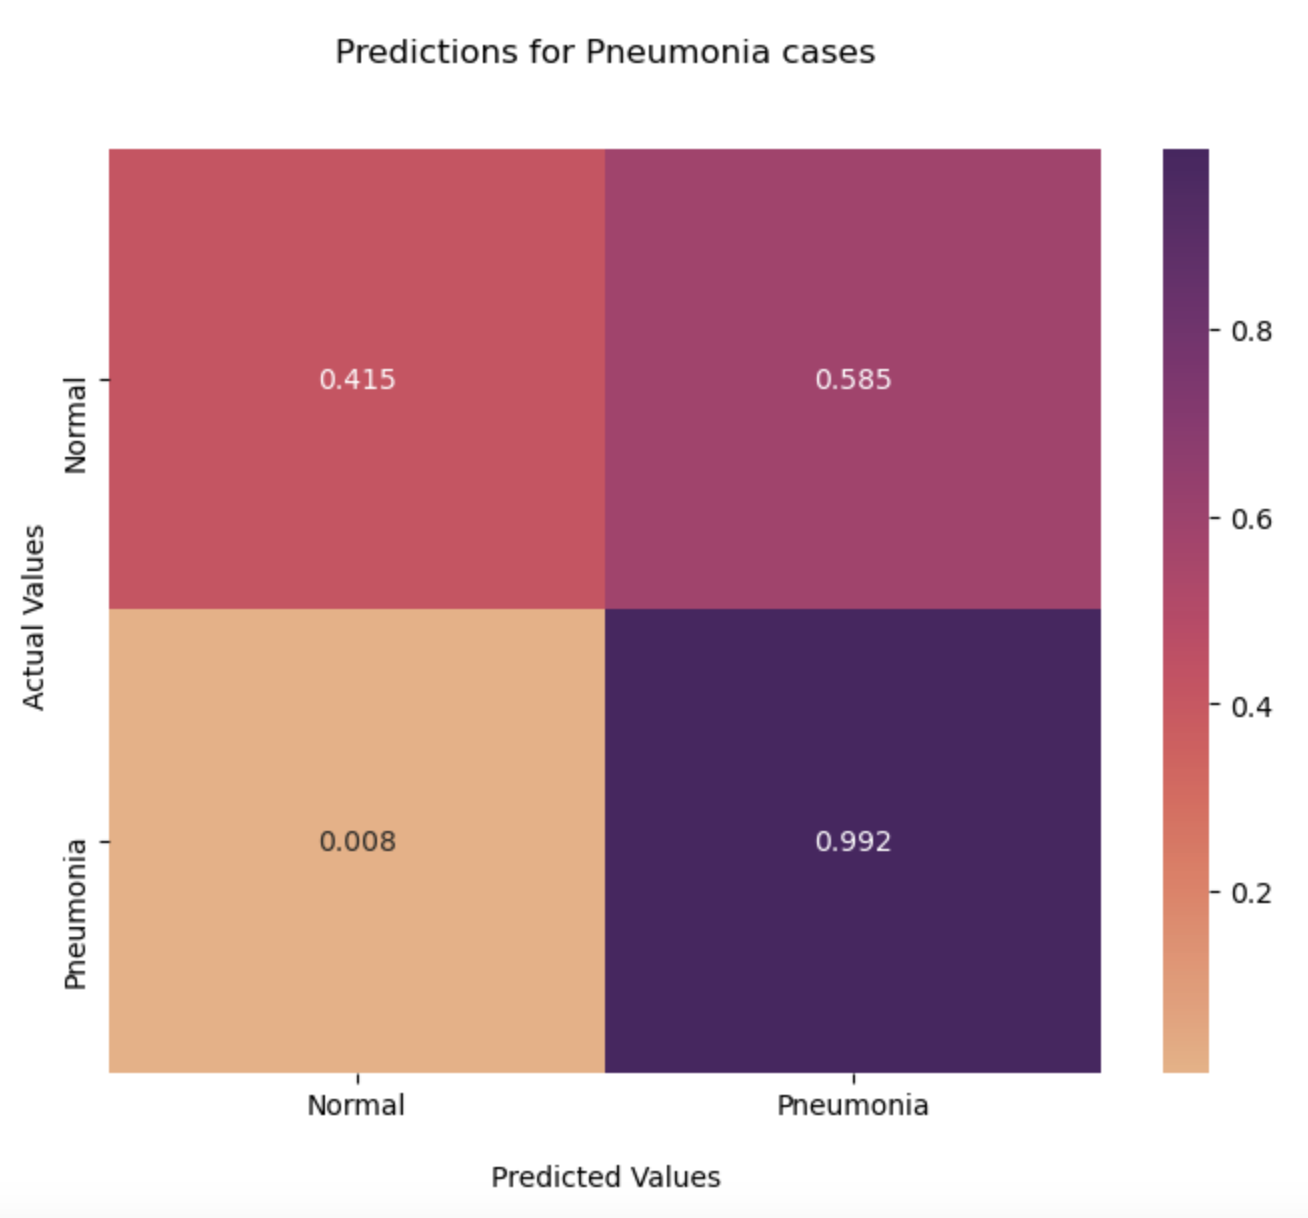 Predictions for Pneumonia cases
Actual Values
Normal
0.415
0.585
Pneumonia
0.008
0.992
Normal
Pneumonia
Predicted Values
0.8
0.6
0.4
0.2